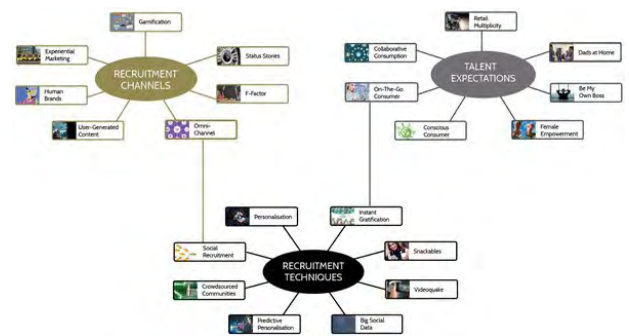 Gamification
Experiential
Marketing
Status Stories
RECRUITMENT
CHANNELS
Human
Brands
F-Factor
User-Generated
Content
Omni-
Channel
Retail
Multiplicity
Collaborative
Consumption
Dads at Home
TALENT
EXPECTATIONS
On-The-Go
Consumer
Be My
Own Boss
Conscious
Consumer
Female
Empowerment
Personalisation
Instant
Gratification
Social
Recruitment
Snackables
RECRUITMENT
TECHNIQUES
Crowdsourced
Communities
Videoquake
Predictive
Personalisation
Big Social
Data